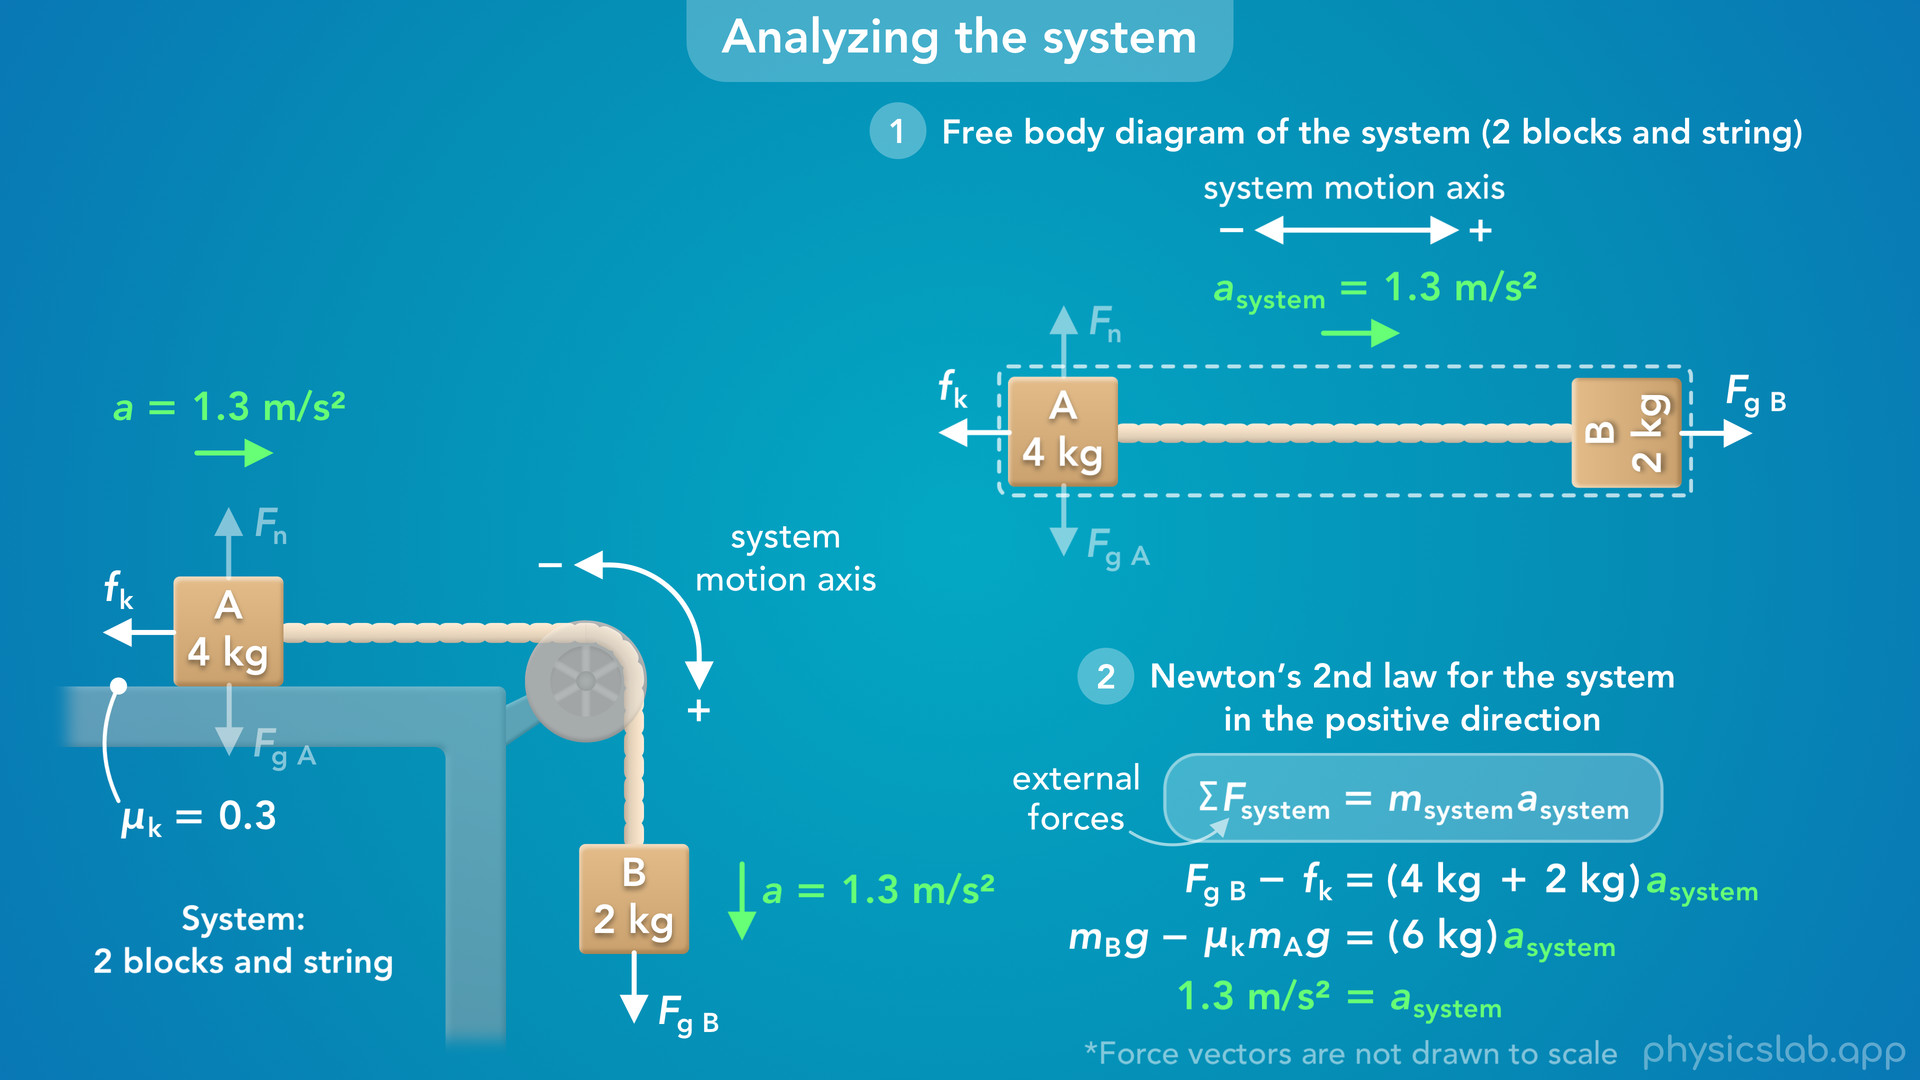 Analyzing the system
1 Free body diagram of the system (2 blocks and string)
system motion axis
− +
a_system = 1.3 m/s²
F_n
f_k
A
4 kg
B
2 kg
F_g B
F_g A
a = 1.3 m/s²
F_n
f_k
A
4 kg
F_g A
μ_k = 0.3
system
motion axis
−
+
B
2 kg
a = 1.3 m/s²
F_g B
System:
2 blocks and string
2 Newton’s 2nd law for the system
in the positive direction
external
forces
ΣF_system = m_system a_system
F_g B − f_k = (4 kg + 2 kg) a_system
m_B g − μ_k m_A g = (6 kg) a_system
1.3 m/s² = a_system
*Force vectors are not drawn to scale
physicslab.app